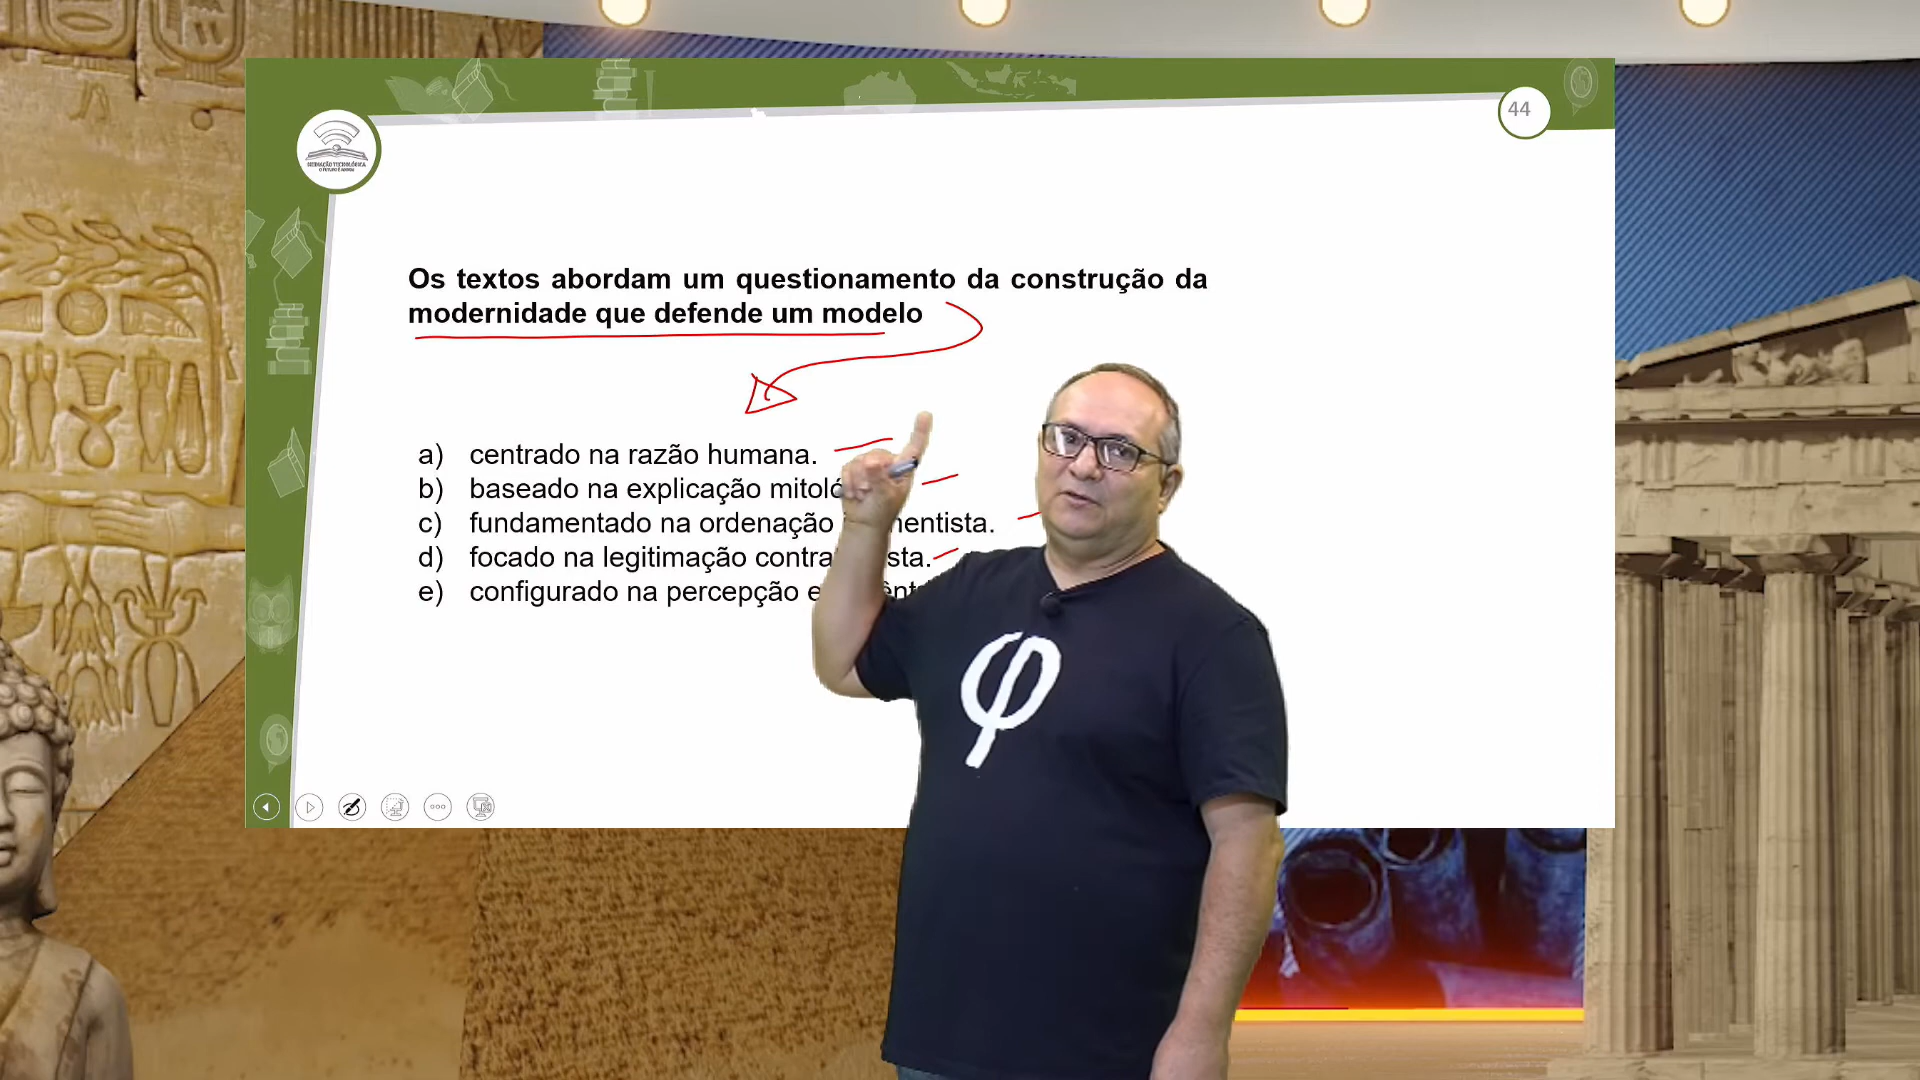 44
Os textos abordam um questionamento da construção da
modernidade que defende um modelo
a) centrado na razão humana.
b) baseado na explicação
c) fundamentado na ordenação
d) focado na legitimação
e) configurado na percepção
φ